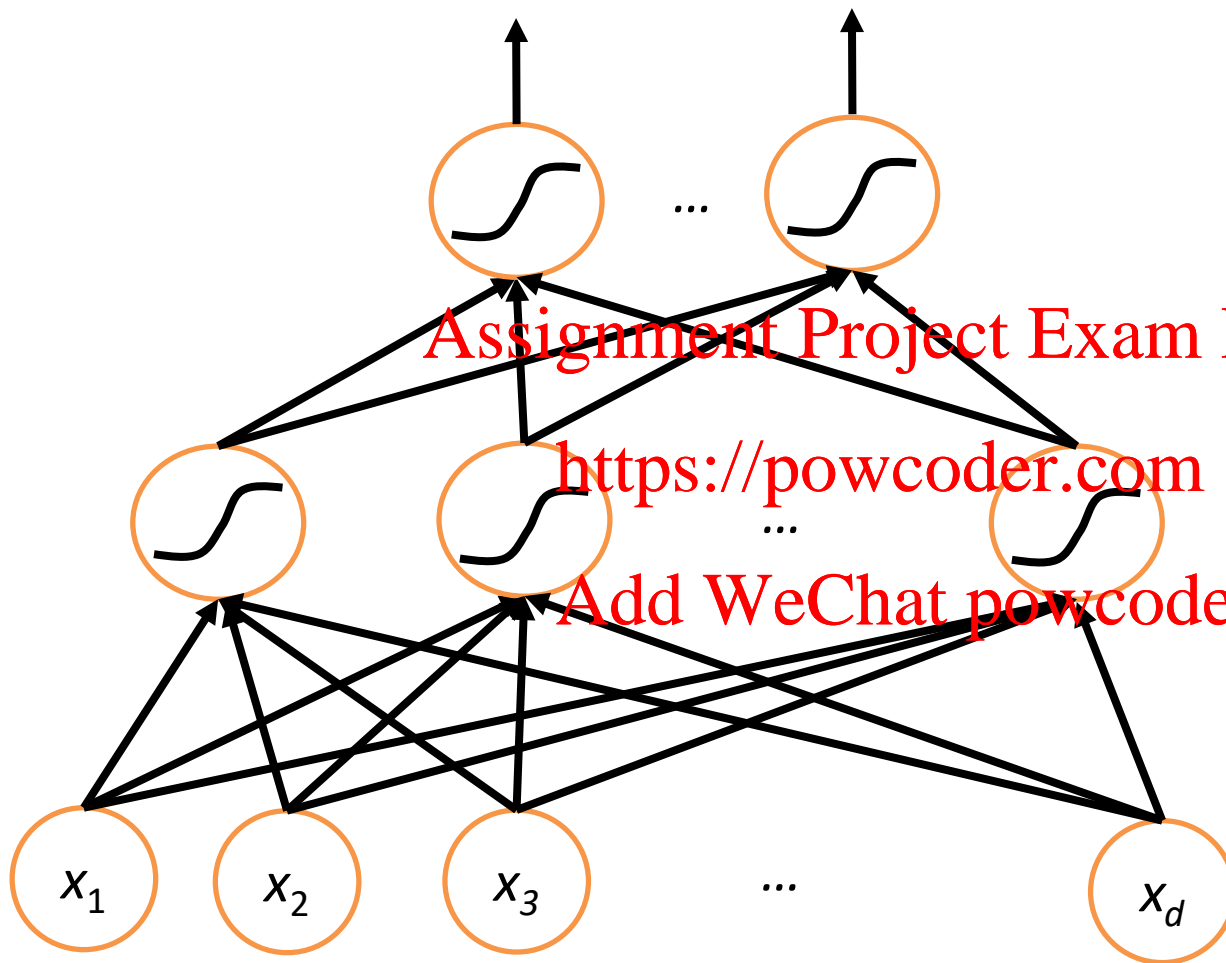 ...
Assignment Project Exam
https://powcoder.com
...
Add WeChat powcode
x1 x2 x3 ... xd